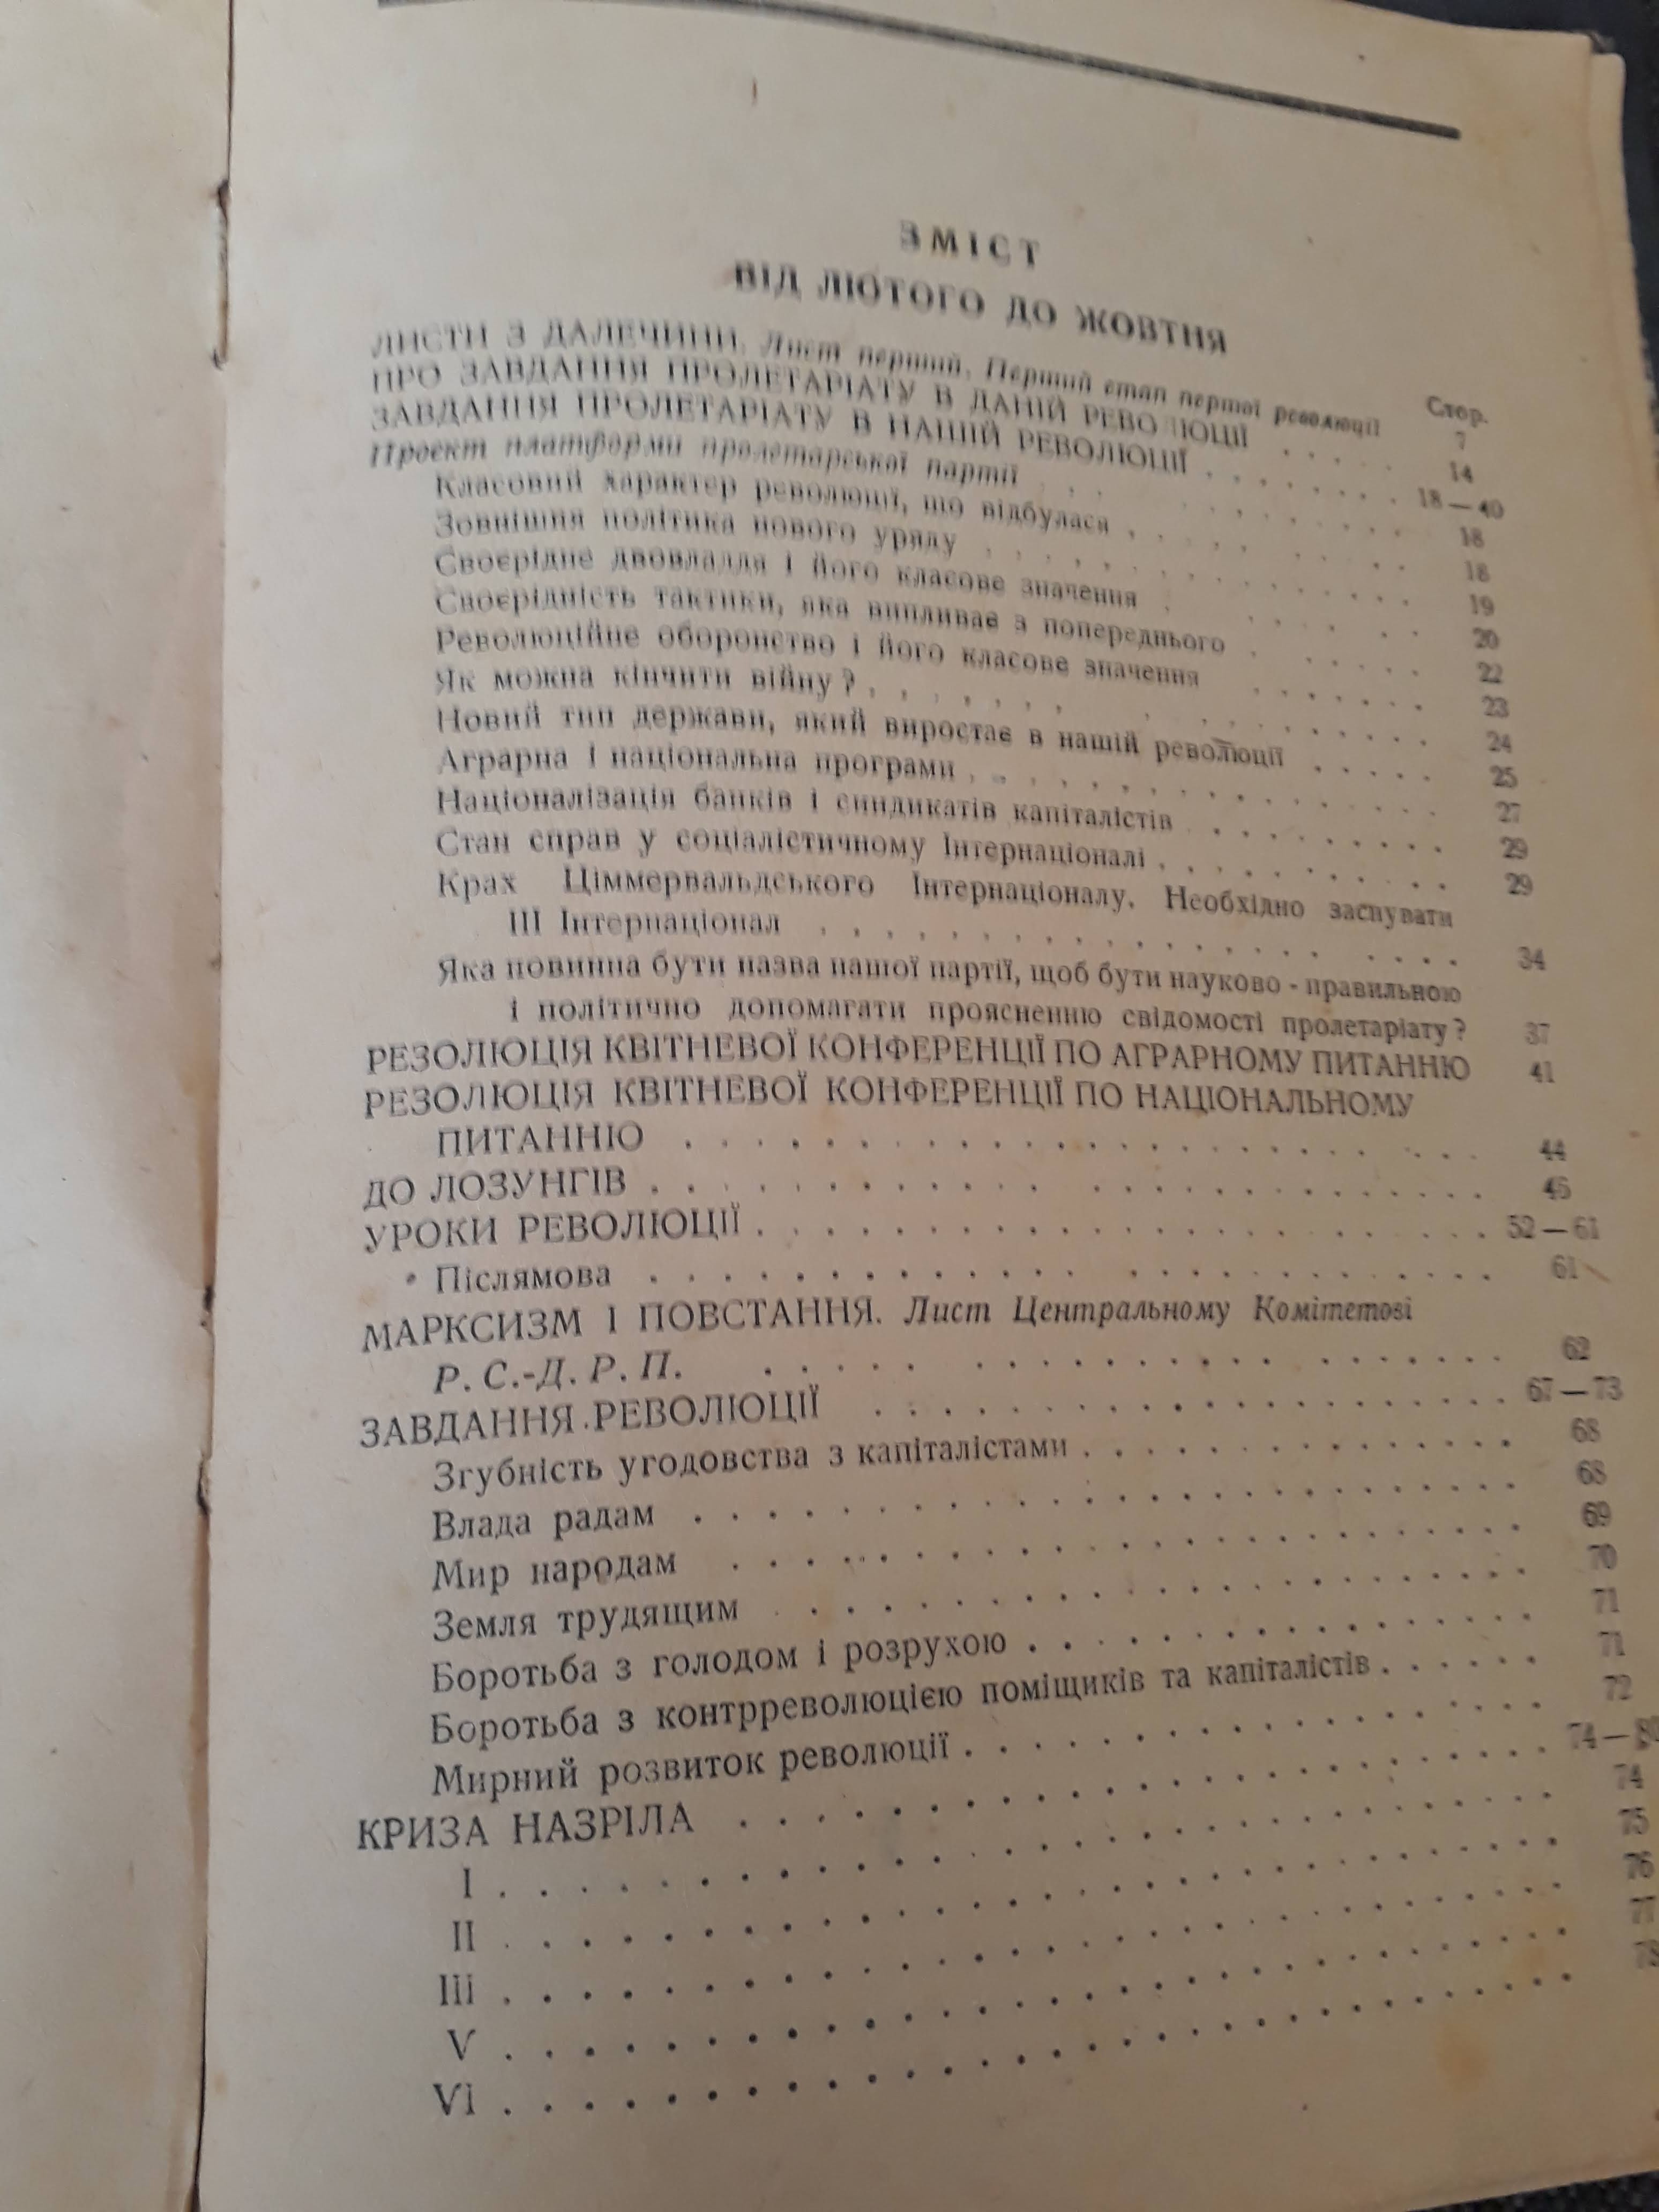 ЗМІСТ
ВІД ЛЮТОГО ДО ЖОВТНЯ
Стор.
ЛИСТИ З ДАЛЕЧИНИ. Лист перший. Перший етап першої революції 7
ПРО ЗАВДАННЯ ПРОЛЕТАРІАТУ В ДАНІЙ РЕВОЛЮЦІЇ . . . . . 14
ЗАВДАННЯ ПРОЛЕТАРІАТУ В НАШІЙ РЕВОЛЮЦІЇ . . . . . . . . 18 — 40
Проект платформи пролетарської партії
Класовий характер революції, що відбулася . . . . . 18
Зовнішня політика нового уряду . . . . . 18
Своєрідне двовладдя і його класове значення . . . . . 19
Своєрідність тактики, яка випливає з попереднього . . . . . 20
Революційне оборонство і його класове значення . . . . . 22
Як можна кінчити війну? . . . . . 23
Новий тип держави, який виростає в нашій революції . . . . . 24
Аграрна і національна програми . . . . . 25
Націоналізація банків і синдикатів капіталістів . . . . . 27
Стан справ у соціалістичному Інтернаціоналі . . . . . 29
Крах Ціммервальдського Інтернаціоналу. Необхідно заснувати 29
III Інтернаціонал . . . . . 34
Яка повинна бути назва нашої партії, щоб бути науково - правильною
і політично допомагати проясненню свідомості пролетаріату? 37
РЕЗОЛЮЦІЯ КВІТНЕВОЇ КОНФЕРЕНЦІЇ ПО АГРАРНОМУ ПИТАННЮ 41
РЕЗОЛЮЦІЯ КВІТНЕВОЇ КОНФЕРЕНЦІЇ ПО НАЦІОНАЛЬНОМУ
ПИТАННЮ . . . . . 44
ДО ЛОЗУНГІВ . . . . .
УРОКИ РЕВОЛЮЦІЇ . . . . . 52 — 61
Післямова . . . . . 61
МАРКСИЗМ І ПОВСТАННЯ. Лист Центральному Комітетові
Р. С.-Д. Р. П. . . . . . 62
ЗАВДАННЯ РЕВОЛЮЦІЇ . . . . . 67 — 73
Згубність угодовства з капіталістами . . . . . 68
Влада радам . . . . . 68
Мир народам . . . . . 69
Земля трудящим . . . . . 70
Боротьба з голодом і розрухою . . . . . 71
Боротьба з контрреволюцією поміщиків та капіталістів . . . . . 71
Мирний розвиток революції . . . . . 72
КРИЗА НАЗРІЛА . . . . . 74 —
I . . . . . 74
II . . . . . 75
III . . . . . 76
V . . . . . 77
VI . . . . . 78